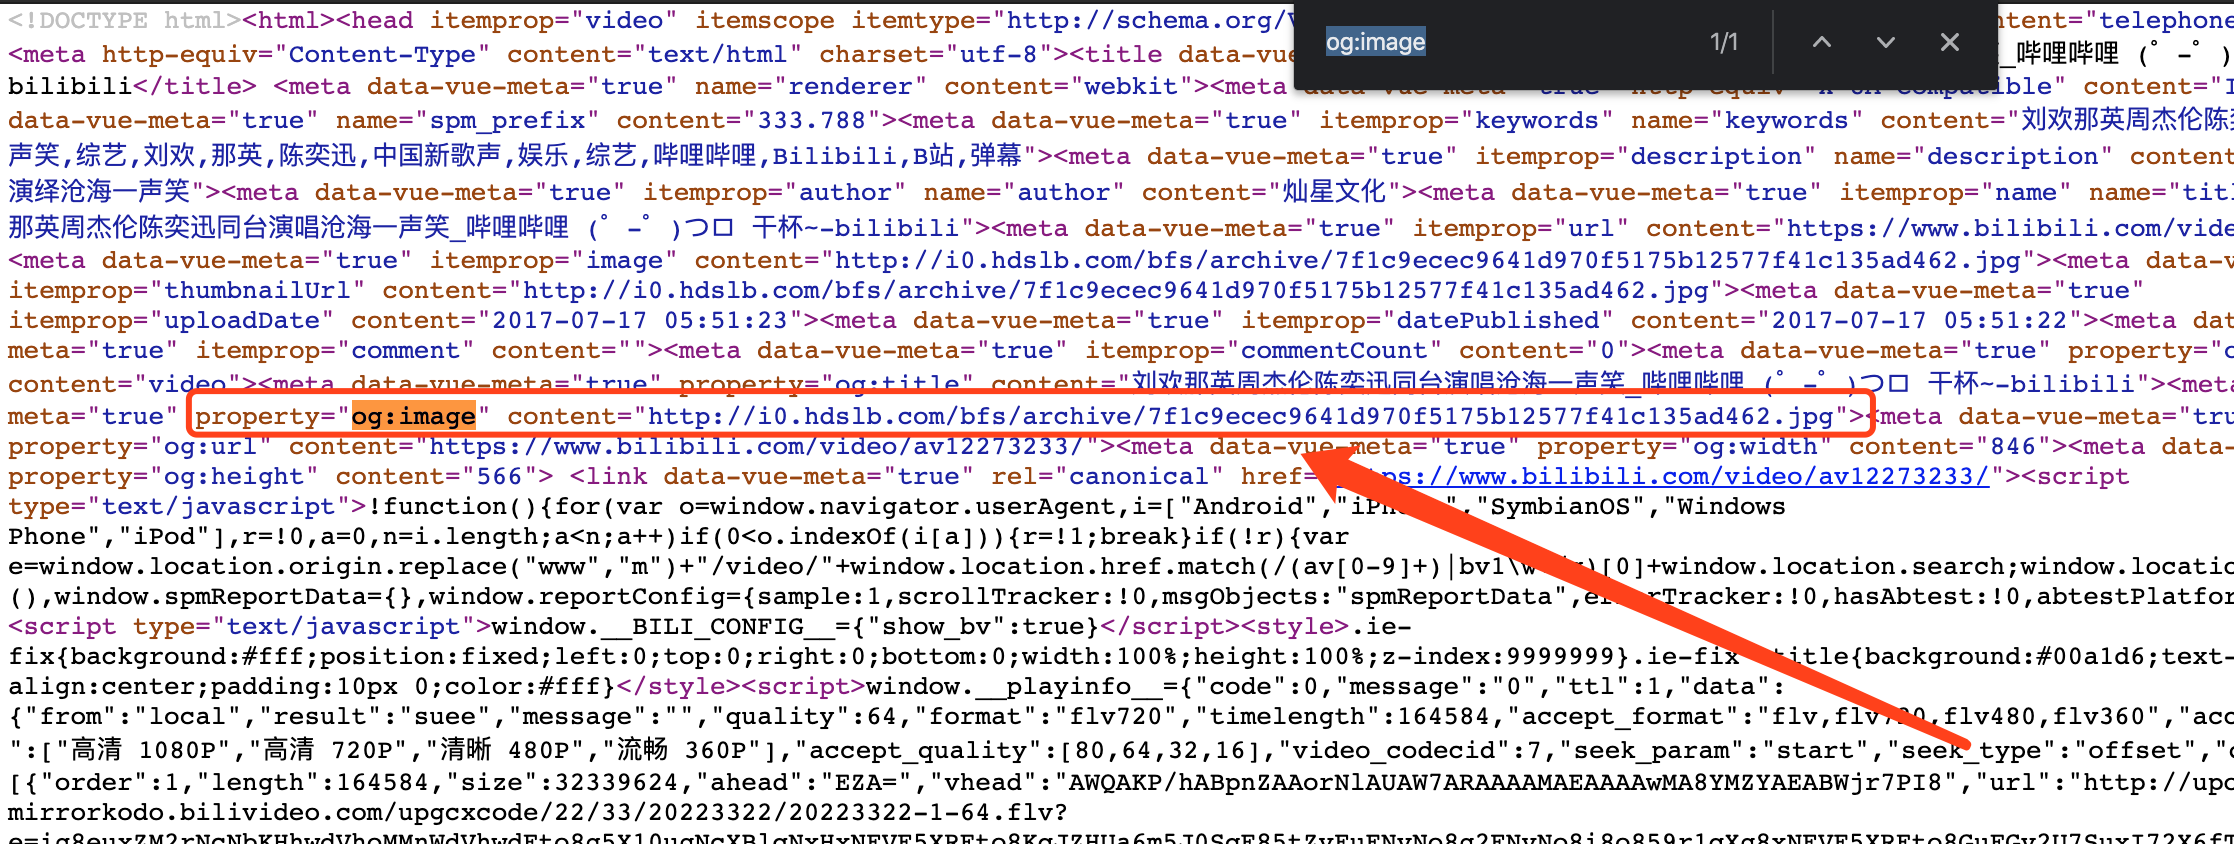 <!DOCTYPE html><html><head itemprop="video" itemscope itemtype="http://schema.org/ ntent="telephone
og:image 1/1
<meta http-equiv="Content-Type" content="text/html" charset="utf-8"><title data-vue _哔哩哔哩 (゜-゜)
bilibili</title> <meta data-vue-meta="true" name="renderer" content="webkit"><meta data-vue-meta="true" http-equiv="X-UA-Compatible" content="I
data-vue-meta="true" name="spm_prefix" content="333.788"><meta data-vue-meta="true" itemprop="keywords" name="keywords" content="刘欢那英周杰伦陈
声笑,综艺,刘欢,那英,陈奕迅,中国新歌声,娱乐,综艺,哔哩哔哩,Bilibili,B站,弹幕"><meta data-vue-meta="true" itemprop="description" name="description" content
演绎沧海一声笑"><meta data-vue-meta="true" itemprop="author" name="author" content="灿星文化"><meta data-vue-meta="true" itemprop="name" name="titl
那英周杰伦陈奕迅同台演唱沧海一声笑_哔哩哔哩 (゜-゜)つロ 干杯~-bilibili"><meta data-vue-meta="true" itemprop="url" content="https://www.bilibili.com/vide
<meta data-vue-meta="true" itemprop="image" content="http://i0.hdslb.com/bfs/archive/7f1c9ecec9641d970f5175b12577f41c135ad462.jpg"><meta data-v
itemprop="thumbnailUrl" content="http://i0.hdslb.com/bfs/archive/7f1c9ecec9641d970f5175b12577f41c135ad462.jpg"><meta data-vue-meta="true"
itemprop="uploadDate" content="2017-07-17 05:51:23"><meta data-vue-meta="true" itemprop="datePublished" content="2017-07-17 05:51:22"><meta dat
meta="true" itemprop="comment" content=""><meta data-vue-meta="true" itemprop="commentCount" content="0"><meta data-vue-meta="true" property="o
content="video"><meta data-vue-meta="true" property="og:title" content="刘欢那英周杰伦陈奕迅同台演唱沧海一声笑_哔哩哔哩 (゜-゜)つロ 干杯~-bilibili"><meta
meta="true" property="og:image" content="http://i0.hdslb.com/bfs/archive/7f1c9ecec9641d970f5175b12577f41c135ad462.jpg"><meta data-vue-meta="tru
property="og:url" content="https://www.bilibili.com/video/av12273233/"><meta data-vue-meta="true" property="og:width" content="846"><meta data-
property="og:height" content="566"> <link data-vue-meta="true" rel="canonical" href= ps://www.bilibili.com/video/av12273233/"><script
type="text/javascript">!function(){for(var o=window.navigator.userAgent,i=["Android","iPh ","SymbianOS","Windows
Phone","iPod"],r=!0,a=0,n=i.length;a<n;a++)if(0<o.indexOf(i[a])){r=!1;break}if(!r){var
e=window.location.origin.replace("www","m")+"/video/"+window.location.href.match(/(av[0-9]+)|bv1\w )[0]+window.location.search;window.locatio
(),window.spmReportData={},window.reportConfig={sample:1,scrollTracker:!0,msgObjects:"spmReportData",errorTracker:!0,hasAbtest:!0,abtestPlatfor
<script type="text/javascript">window.__BILI_CONFIG__={"show_bv":true}</script><style>.ie-
fix{background:#fff;position:fixed;left:0;top:0;right:0;bottom:0;width:100%;height:100%;z-index:9999999}.ie-fix title{background:#00a1d6;text-
align:center;padding:10px 0;color:#fff}</style><script>window.__playinfo__={"code":0,"message":"0","ttl":1,"data":
{"from":"local","result":"suee","message":"","quality":64,"format":"flv720","timelength":164584,"accept_format":"flv,flv720,flv480,flv360","acc
":["高清 1080P","高清 720P","清晰 480P","流畅 360P"],"accept_quality":[80,64,32,16],"video_codecid":7,"seek_param":"start","seek_type":"offset","d
[{"order":1,"length":164584,"size":32339624,"ahead":"EZA=","vhead":"AWQAKP/hABpnZAAorNlAUAW7ARAAAAMAEAAAAwMA8YMZYAEABWjr7PI8","url":"http://upo
mirrorkodo.bilivideo.com/upgcxcode/22/33/20223322/20223322-1-64.flv?